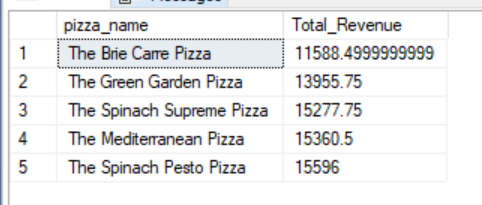 Messages
pizza_name Total_Revenue
1 The Brie Carre Pizza 11588.4999999999
2 The Green Garden Pizza 13955.75
3 The Spinach Supreme Pizza 15277.75
4 The Mediterranean Pizza 15360.5
5 The Spinach Pesto Pizza 15596